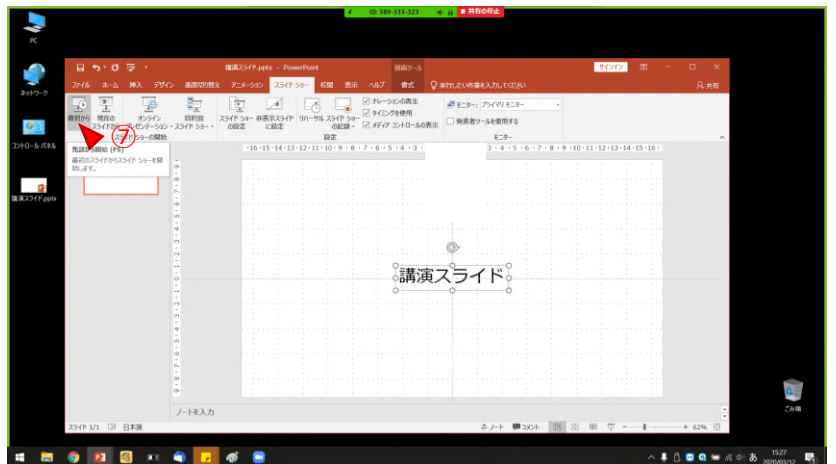 ID: 389-333-323 共有の停止
PC
ネットワーク
コントロール パネル
講演スライド.pptx
講演スライド.pptx - PowerPoint
描画ツール
サインイン
ファイル ホーム 挿入 デザイン 画面切り替え アニメーション スライド ショー 校閲 表示 ヘルプ 書式 実行したい作業を入力してください 共有
最初から
現在の
スライドから
オンライン
プレゼンテーション
目的別
スライド ショー
スライド ショー
の設定
非表示スライド
に設定
リハーサル
スライド ショー
の記録
ナレーションの再生
タイミングを使用
メディア コントロールの表示
モニター: プライマリ モニター
発表者ツールを使用する
⑦
スライド ショーの開始
設定
モニター
先頭から開始 (F5)
最初のスライドからスライド ショーを開
始します。
講演スライド
ノートを入力
スライド 1/1 日本語
ノート コメント
62%
ごみ箱
あ
15:27
2020/03/12